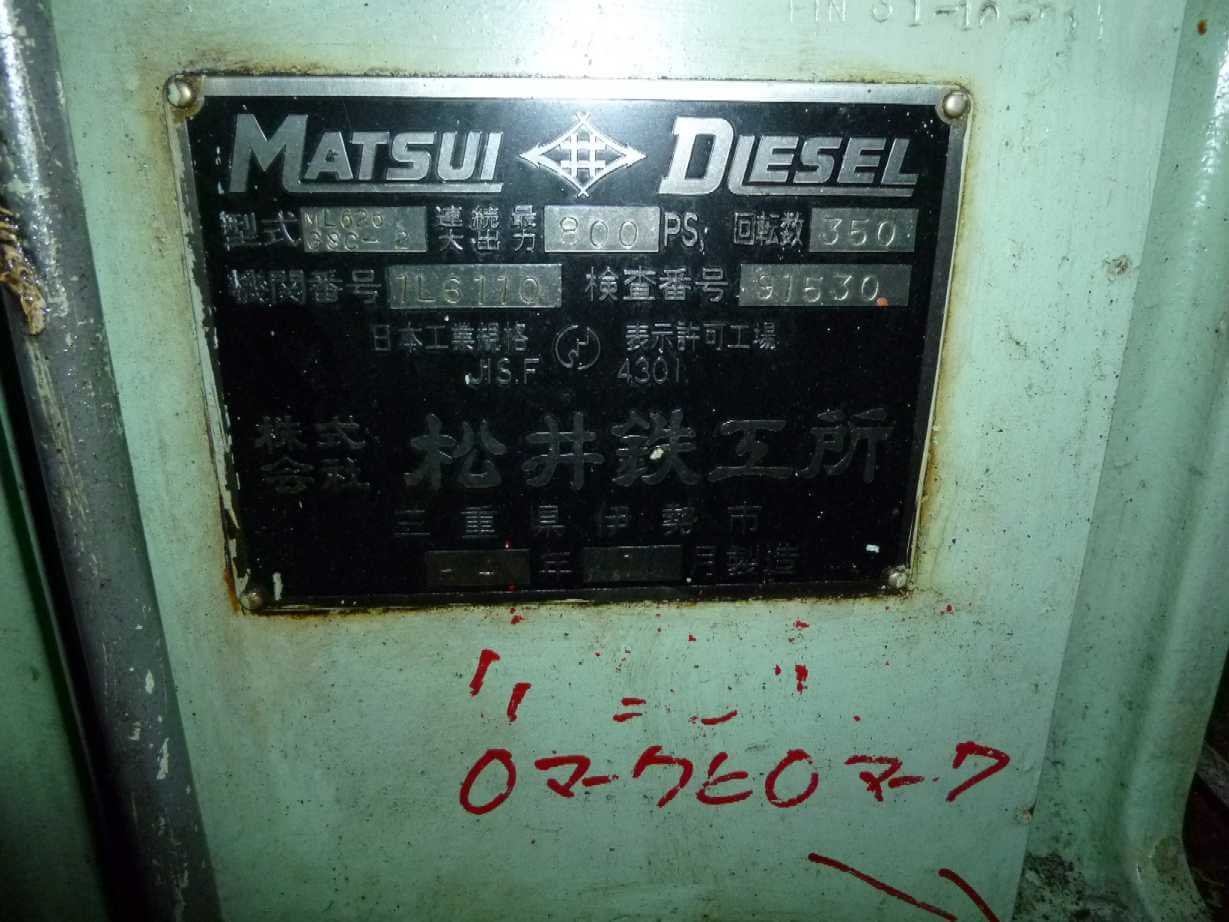 MATSUI DIESEL
型式 ML626 連続最大出力 800 PS, 回転数 350
機関番号 1L6110 検査番号 91530
日本工業規格 表示許可工場
JIS.F 4301
株式会社 松井鉄工所
三重県伊勢市
年 月製造
0マークヒ0マーク